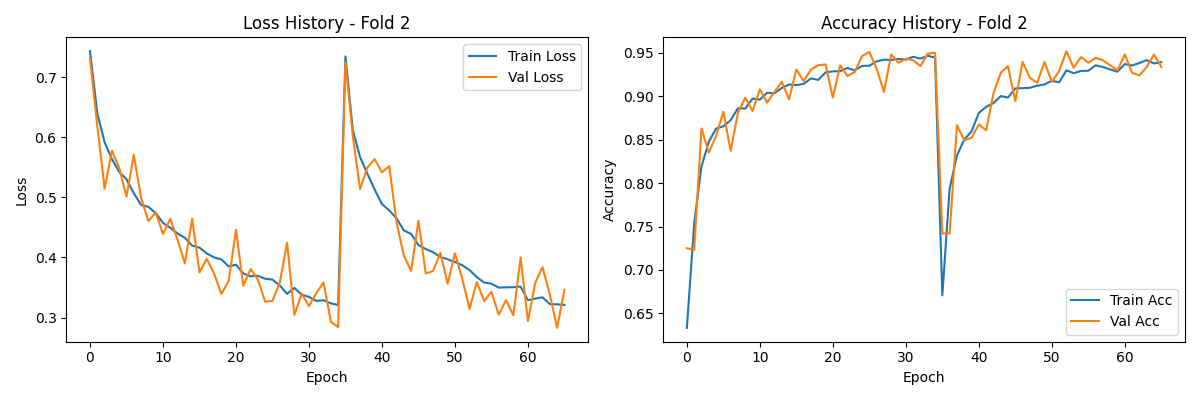 Loss History - Fold 2
Loss
0.7
0.6
0.5
0.4
0.3
0 10 20 30 40 50 60
Epoch
Train Loss
Val Loss
Accuracy History - Fold 2
Accuracy
0.95
0.90
0.85
0.80
0.75
0.70
0.65
0 10 20 30 40 50 60
Epoch
Train Acc
Val Acc